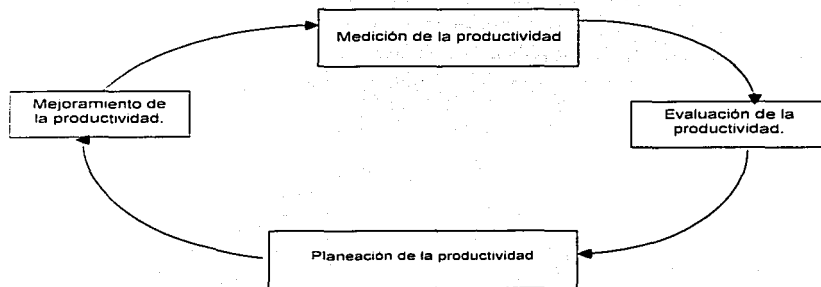 Medición de la productividad
Mejoramiento de
la productividad.
Evaluación de la
productividad.
Planeación de la productividad